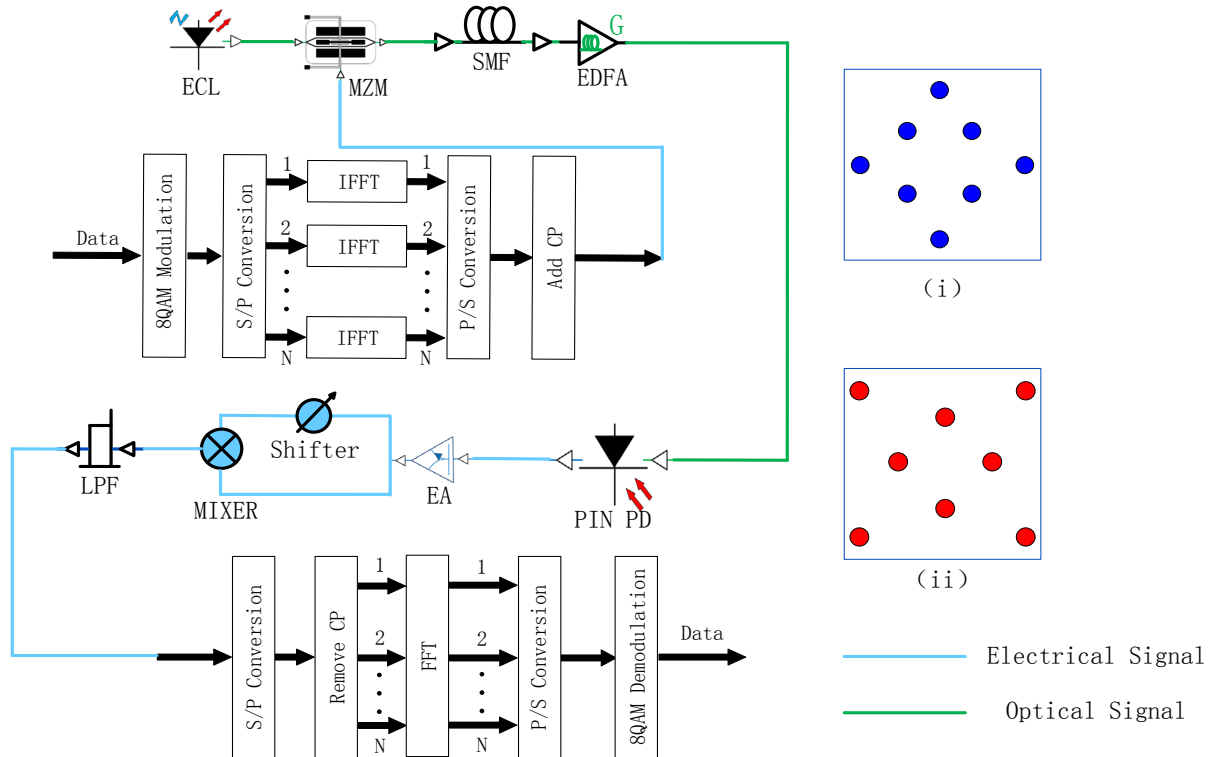 G
ECL
MZM
SMF
EDFA
Data
8QAM Modulation
S/P Conversion
1
2
N
IFFT
IFFT
IFFT
1
2
N
P/S Conversion
Add CP
(i)
LPF
MIXER
Shifter
EA
PIN PD
(ii)
S/P Conversion
Remove CP
1
2
N
FFT
1
2
N
P/S Conversion
8QAM Demodulation
Data
Electrical Signal
Optical Signal